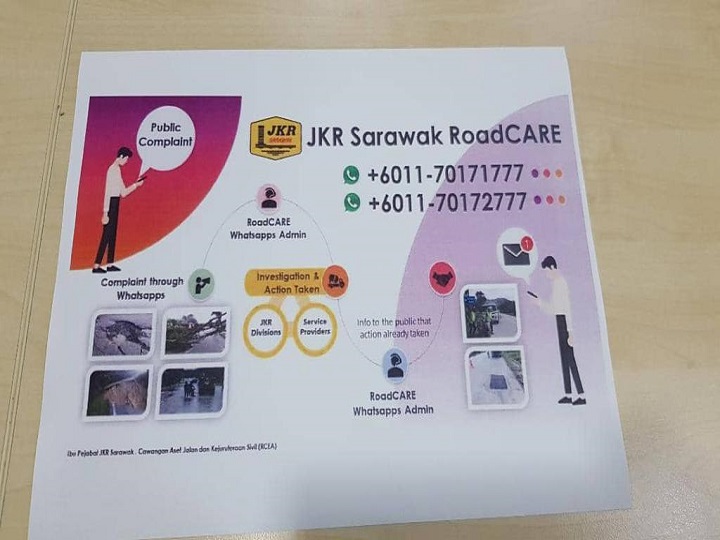 Public
Complaint
JKR
JKR Sarawak RoadCARE
+6011-70171777
+6011-70172777
RoadCARE
Whatsapps Admin
1
Complaint through
Whatsapps
Investigation &
Action Taken
JKR
Divisions
Service
Providers
Info to the public that
action already taken
RoadCARE
Whatsapps Admin
Ibu Pejabat JKR Sarawak . Cawangan Aset Jalan dan Kejuruteraan Sivil (RCEA)